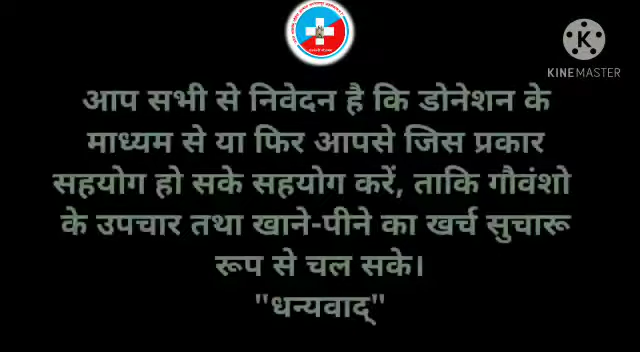 KINEMASTER
आप सभी से निवेदन है कि डोनेशन के
माध्यम से या फिर आपसे जिस प्रकार
सहयोग हो सके सहयोग करें, ताकि गौवंशो
के उपचार तथा खाने-पीने का खर्च सुचारू
रूप से चल सके।
"धन्यवाद्"